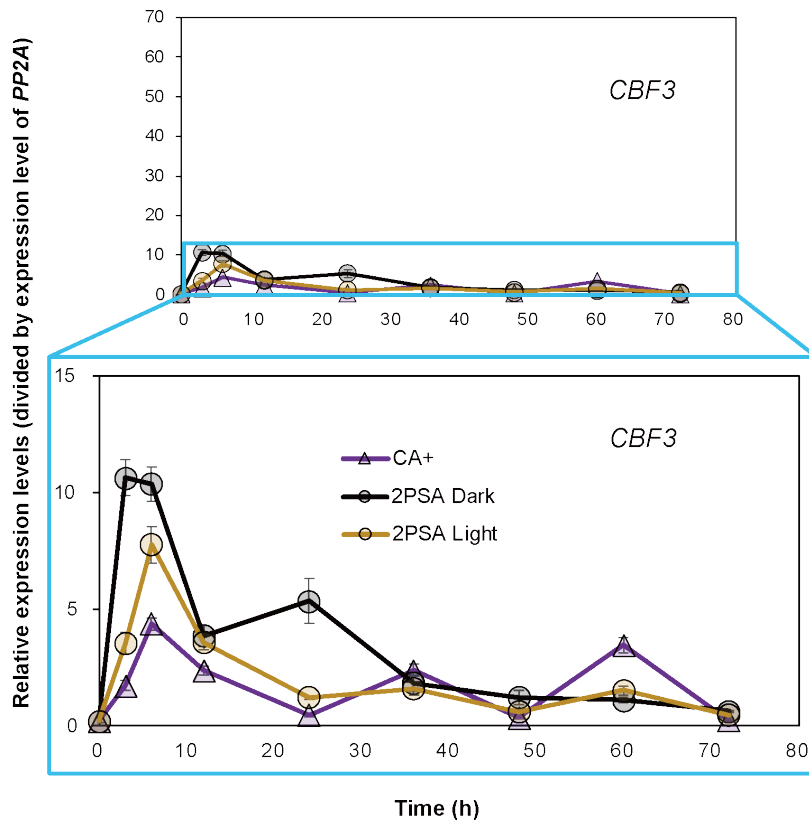 Relative expression levels (divided by expression level of PP2A)
70
60
50
40
30
20
10
0
CBF3
0 10 20 30 40 50 60 70 80
15
10
5
0
CBF3
CA+
2PSA Dark
2PSA Light
0 10 20 30 40 50 60 70 80
Time (h)